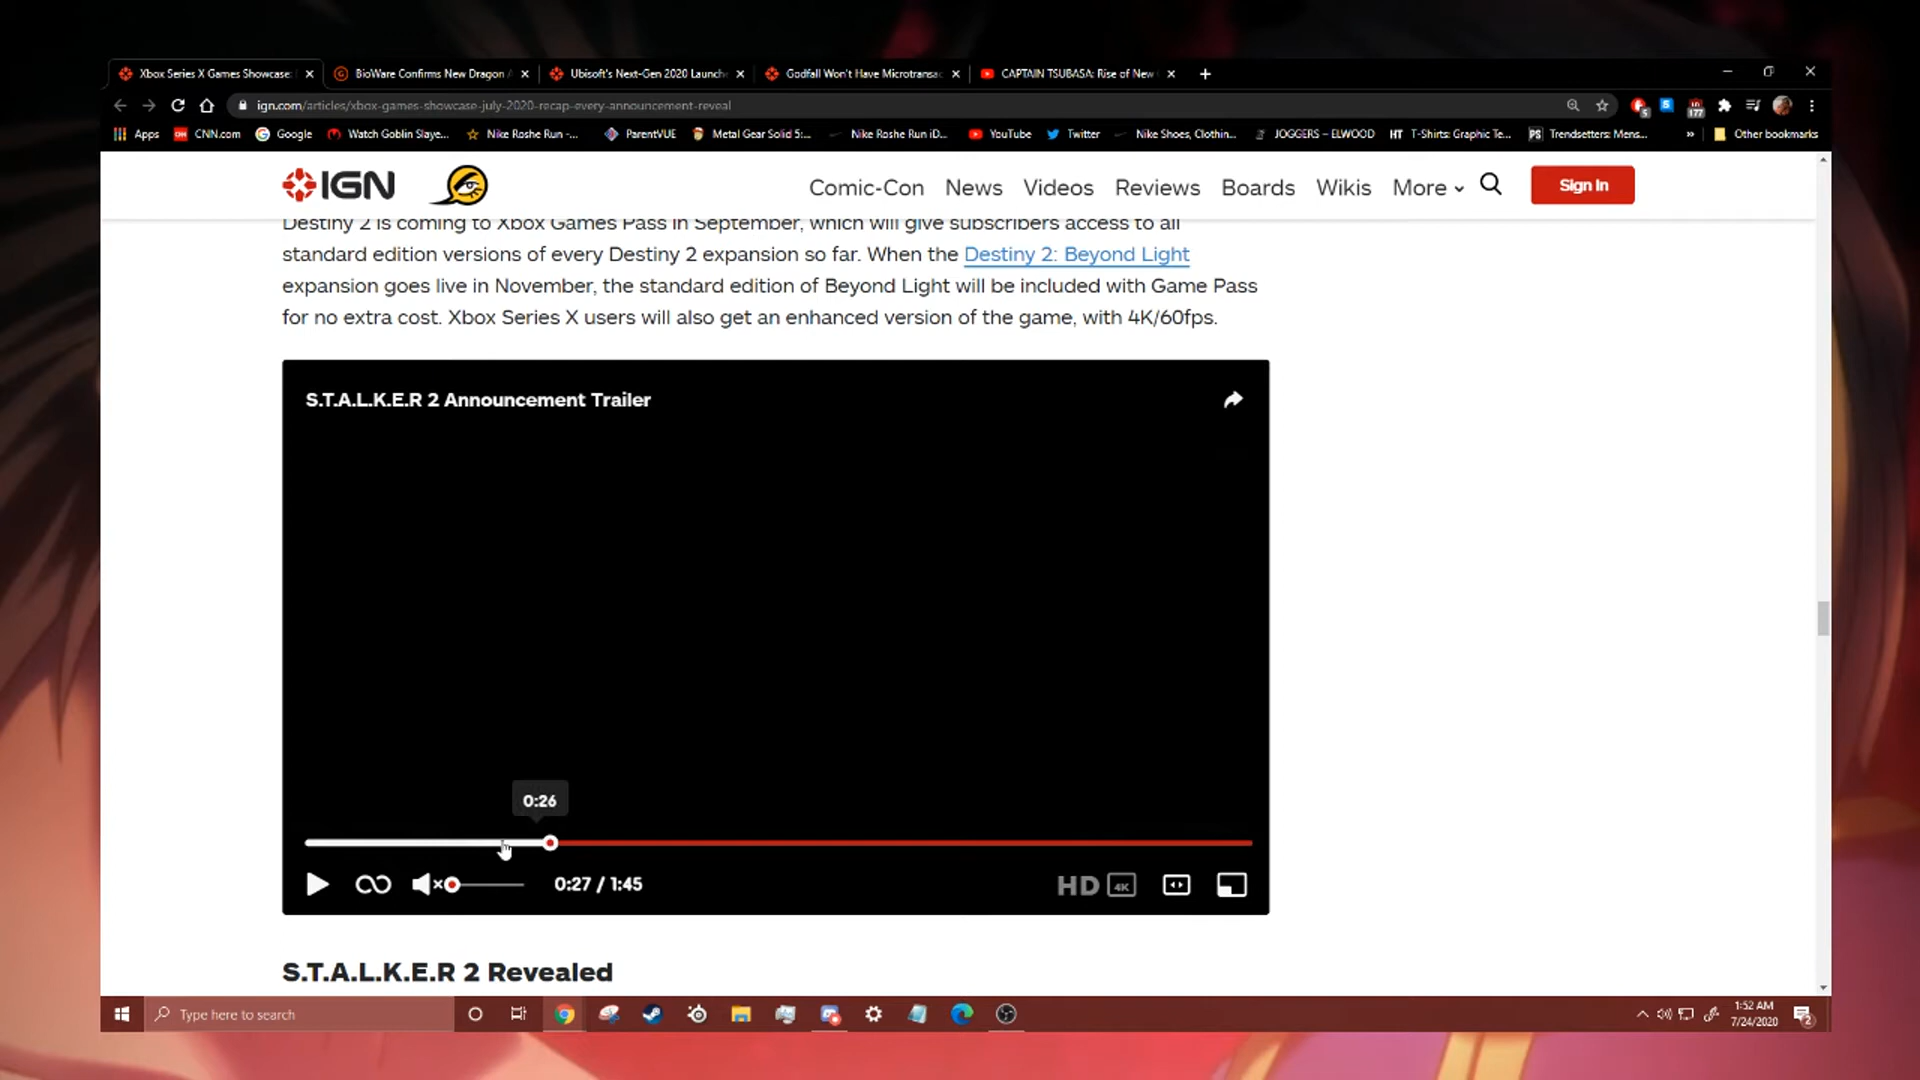 Xbox Series X Games Showcase:
BioWare Confirms New Dragon
Ubisoft's Next-Gen 2020 Launch
Godfall Won't Have Microtransac
CAPTAIN TSUBASA: Rise of New
ign.com/articles/xbox-games-showcase-july-2020-recap-every-announcement-reveal
Apps
CNN.com
Google
Watch Goblin Slaye...
Nike Roshe Run -...
ParentVUE
Metal Gear Solid 5:...
Nike Roshe Run iD...
YouTube
Twitter
Nike Shoes, Clothin...
JOGGERS – ELWOOD
HT T-Shirts: Graphic Te...
PS Trendsetters: Mens...
»
Other bookmarks
IGN
Comic-Con
News
Videos
Reviews
Boards
Wikis
More
Sign In
Destiny 2 is coming to Xbox Games Pass in September, which will give subscribers access to all
standard edition versions of every Destiny 2 expansion so far. When the Destiny 2: Beyond Light
expansion goes live in November, the standard edition of Beyond Light will be included with Game Pass
for no extra cost. Xbox Series X users will also get an enhanced version of the game, with 4K/60fps.
S.T.A.L.K.E.R 2 Announcement Trailer
0:26
0:27 / 1:45
HD 4K
S.T.A.L.K.E.R 2 Revealed
Type here to search
1:52 AM
7/24/2020
2